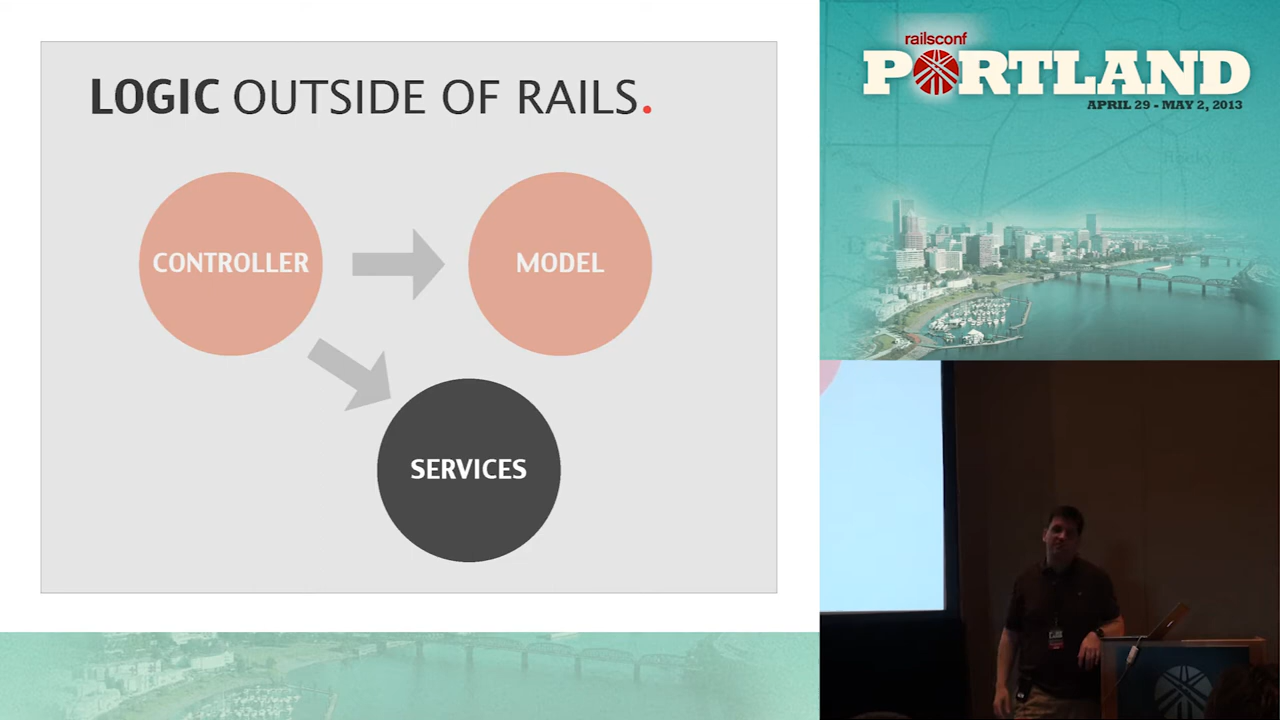 LOGIC OUTSIDE OF RAILS.
CONTROLLER
MODEL
SERVICES
railsconf
PORTLAND
APRIL 29 - MAY 2, 2013